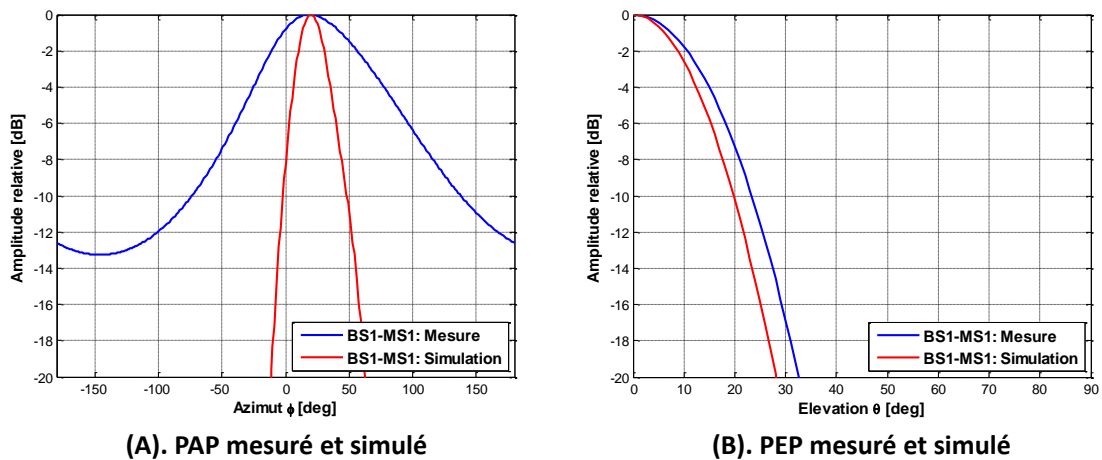 0
-2
-4
-6
-8
-10
-12
-14
-16
-18
-20
Amplitude relative [dB]
-150 -100 -50 0 50 100 150
Azimut ϕ [deg]
BS1-MS1: Mesure
BS1-MS1: Simulation
(A). PAP mesuré et simulé
0
-2
-4
-6
-8
-10
-12
-14
-16
-18
-20
Amplitude relative [dB]
0 10 20 30 40 50 60 70 80 90
Elevation θ [deg]
BS1-MS1: Mesure
BS1-MS1: Simulation
(B). PEP mesuré et simulé